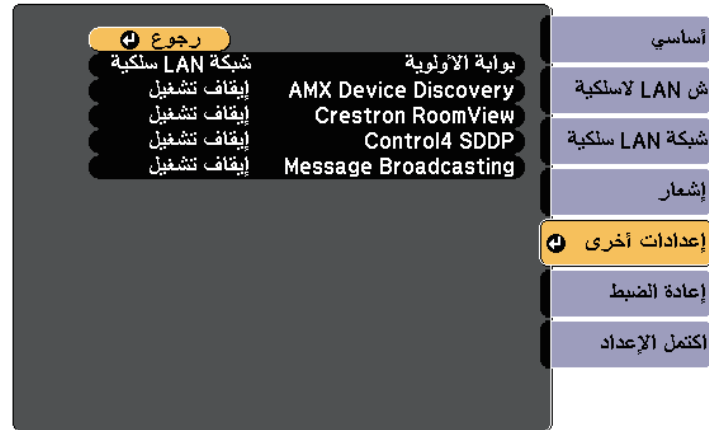 أساسي
ش LAN لاسلكية
شبكة LAN سلكية
إشعار
إعدادات أخرى
إعادة الضبط
اكتمل الإعداد
رجوع
بوابة الأولوية شبكة LAN سلكية
AMX Device Discovery إيقاف تشغيل
Crestron RoomView إيقاف تشغيل
Control4 SDDP إيقاف تشغيل
Message Broadcasting إيقاف تشغيل